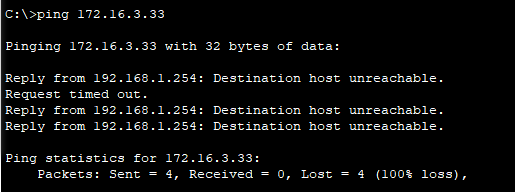 C:\>ping 172.16.3.33
Pinging 172.16.3.33 with 32 bytes of data:
Reply from 192.168.1.254: Destination host unreachable.
Request timed out.
Reply from 192.168.1.254: Destination host unreachable.
Reply from 192.168.1.254: Destination host unreachable.
Ping statistics for 172.16.3.33:
Packets: Sent = 4, Received = 0, Lost = 4 (100% loss),